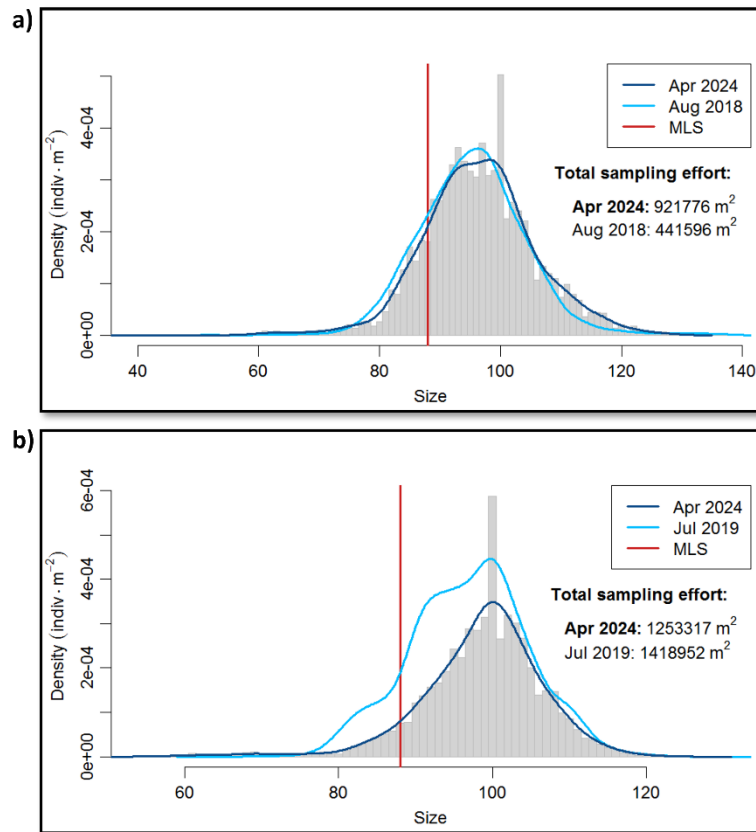 a)
Apr 2024
Aug 2018
MLS
Total sampling effort:
Apr 2024: 921776 m²
Aug 2018: 441596 m²
Density (indiv · m⁻²)
0e+00 2e-04 4e-04
40 60 80 100 120 140
Size
b)
Apr 2024
Jul 2019
MLS
Total sampling effort:
Apr 2024: 1253317 m²
Jul 2019: 1418952 m²
Density (indiv · m⁻²)
0e+00 2e-04 4e-04 6e-04
60 80 100 120
Size